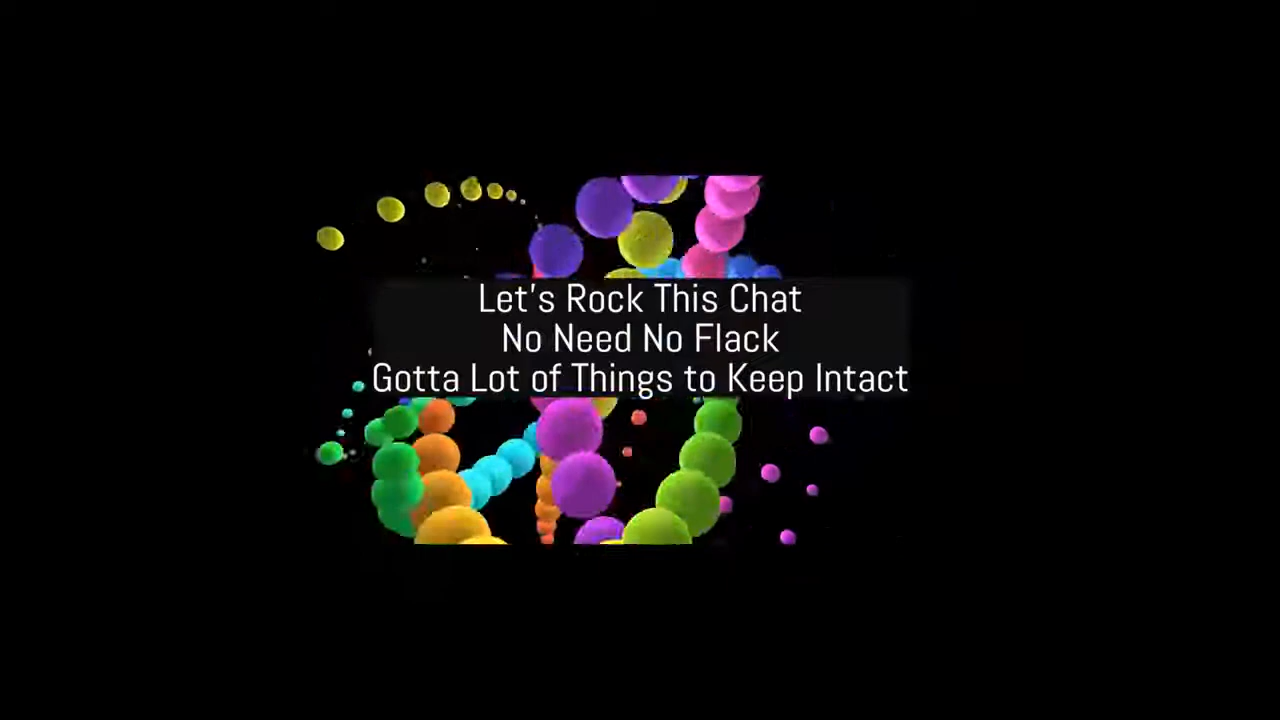 Let's Rock This Chat
No Need No Flack
Gotta Lot of Things to Keep Intact